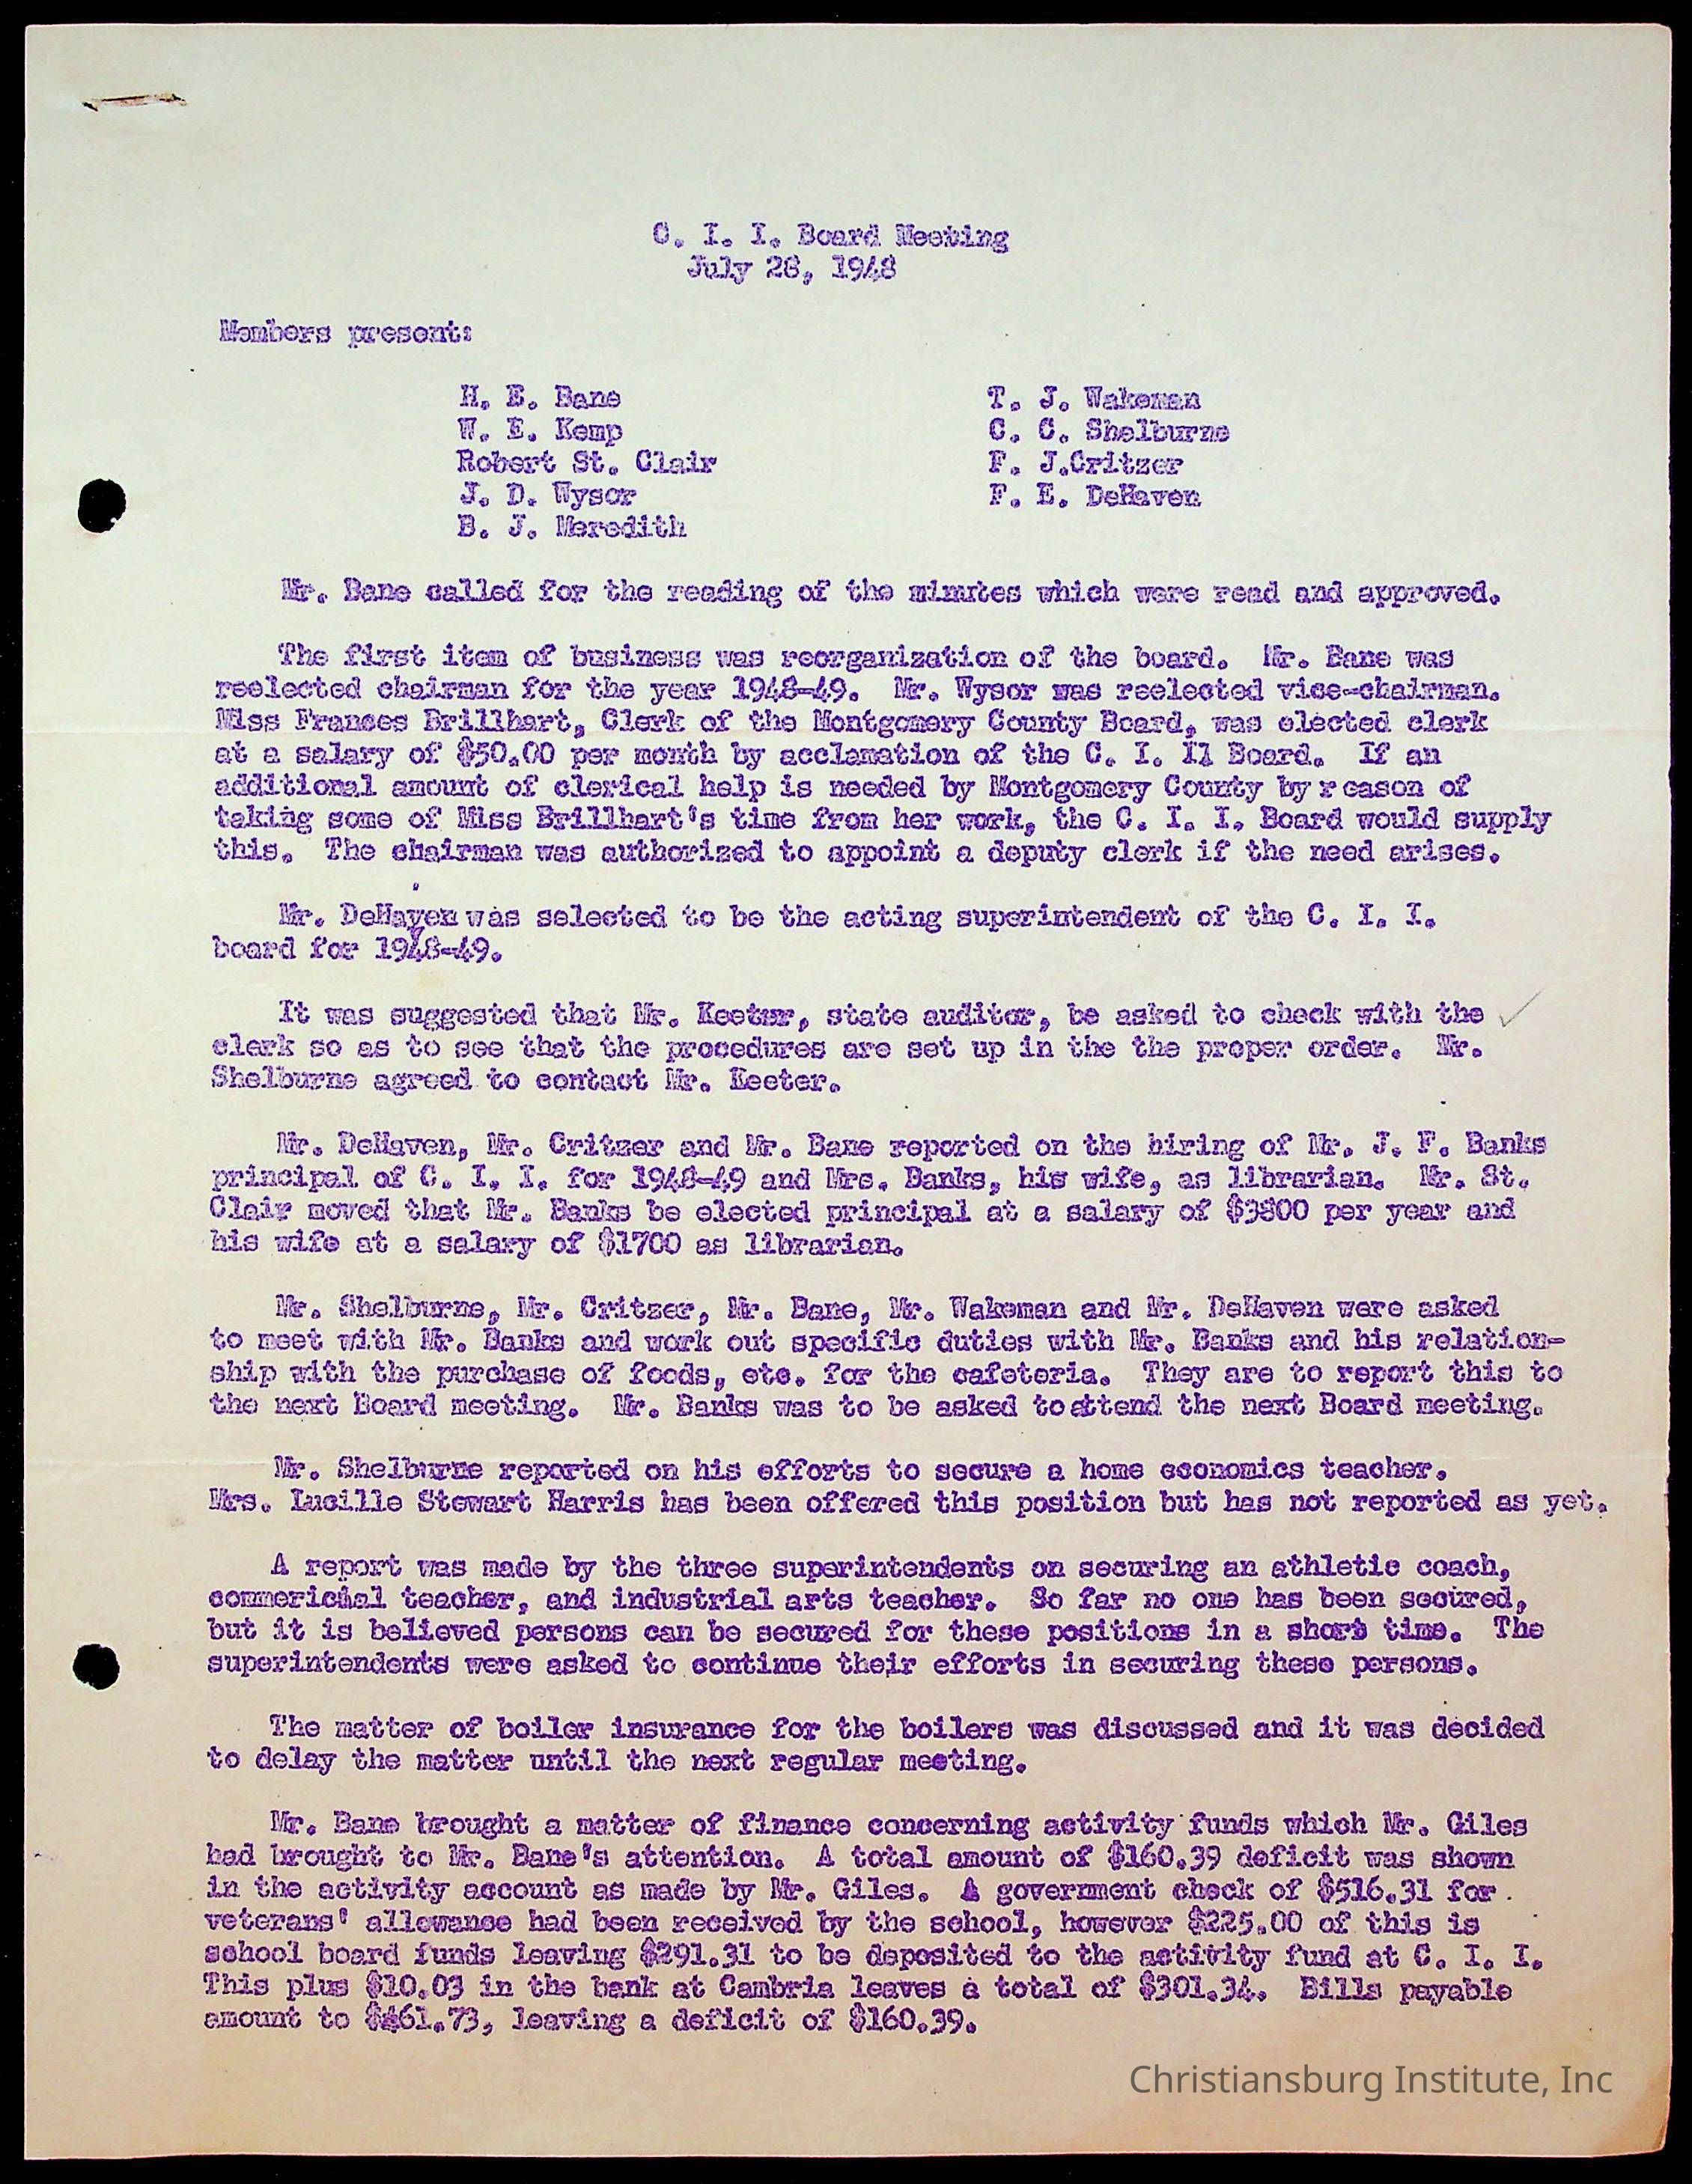 C. I. I. Board Meeting
July 28, 1948
Members present:
H. E. Bane
W. E. Kemp
Robert St. Clair
J. D. Wysor
B. J. Meredith
T. J. Wakeman
C. C. Shelburne
F. J.Critzer
F. E. DeHaven
Mr. Bane called for the reading of the minutes which were read and approved.
The first item of business was reorganization of the board. Mr. Bane was
reelected chairman for the year 1948-49. Mr. Wysor was reelected vice-chairman.
Miss Frances Brillhart, Clerk of the Montgomery County Board, was elected clerk
at a salary of $50.00 per month by acclamation of the C. I. Il Board. If an
additional amount of clerical help is needed by Montgomery County by r eason of
taking some of Miss Brillhart's time from her work, the C. I. I. Board would supply
this. The chairman was authorized to appoint a deputy clerk if the need arises.
Mr. DeHaven was selected to be the acting superintendent of the C. I. I.
board for 1948-49.
It was suggested that Mr. Keeter, state auditor, be asked to check with the
clerk so as to see that the procedures are set up in the the proper order. Mr.
Shelburne agreed to contact Mr. Keeter.
Mr. DeHaven, Mr. Critzer and Mr. Bane reported on the hiring of Mr. J. F. Banks
principal of C. I. I. for 1948-49 and Mrs. Banks, his wife, as librarian. Mr. St.
Clair moved that Mr. Banks be elected principal at a salary of $3800 per year and
his wife at a salary of $1700 as librarian.
Mr. Shelburne, Mr. Critzer, Mr. Bane, Mr. Wakeman and Mr. DeHaven were asked
to meet with Mr. Banks and work out specific duties with Mr. Banks and his relation-
ship with the purchase of foods, etc. for the cafeteria. They are to report this to
the next Board meeting. Mr. Banks was to be asked to attend the next Board meeting.
Mr. Shelburne reported on his efforts to secure a home economics teacher.
Mrs. Lucille Stewart Harris has been offered this position but has not reported as yet.
A report was made by the three superintendents on securing an athletic coach,
commericial teacher, and industrial arts teacher. So far no one has been secured,
but it is believed persons can be secured for these positions in a short time. The
superintendents were asked to continue their efforts in securing these persons.
The matter of boiler insurance for the boilers was discussed and it was decided
to delay the matter until the next regular meeting.
Mr. Bane brought a matter of finance concerning activity funds which Mr. Giles
had brought to Mr. Bane's attention. A total amount of $160.39 deficit was shown
in the activity account as made by Mr. Giles. A government check of $516.31 for
veterans' allowance had been received by the school, however $225.00 of this is
school board funds leaving $291.31 to be deposited to the activity fund at C. I. I.
This plus $10.03 in the bank at Cambria leaves a total of $301.34. Bills payable
amount to $461.73, leaving a deficit of $160.39.
Christiansburg Institute, Inc